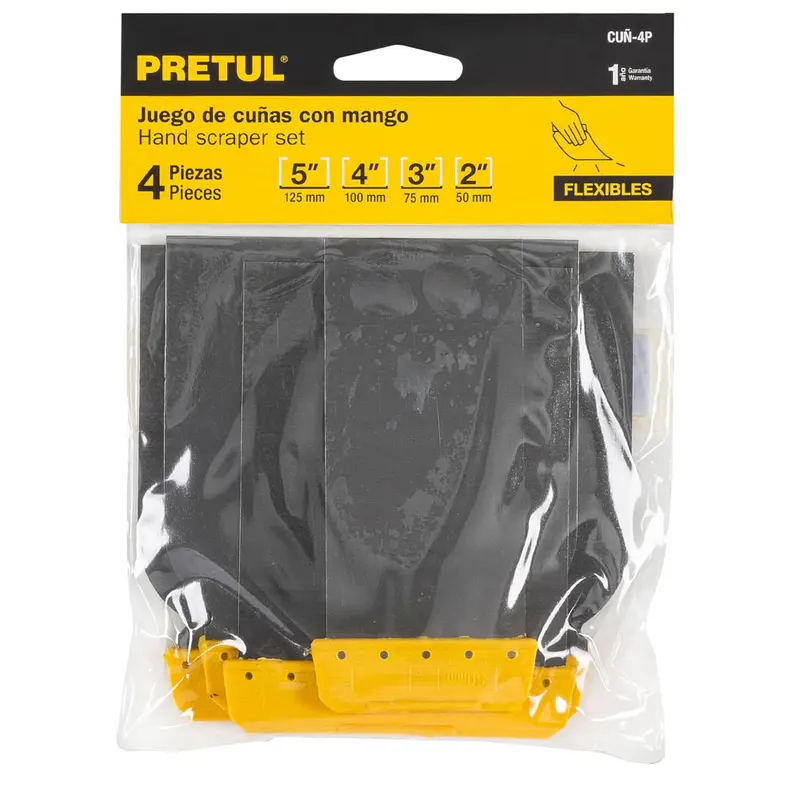 PRETUL®
CUÑ-4P
1 año Garantía Warranty
Juego de cuñas con mango
Hand scraper set
4 Piezas
Pieces
5" 4" 3" 2"
125 mm 100 mm 75 mm 50 mm
FLEXIBLES